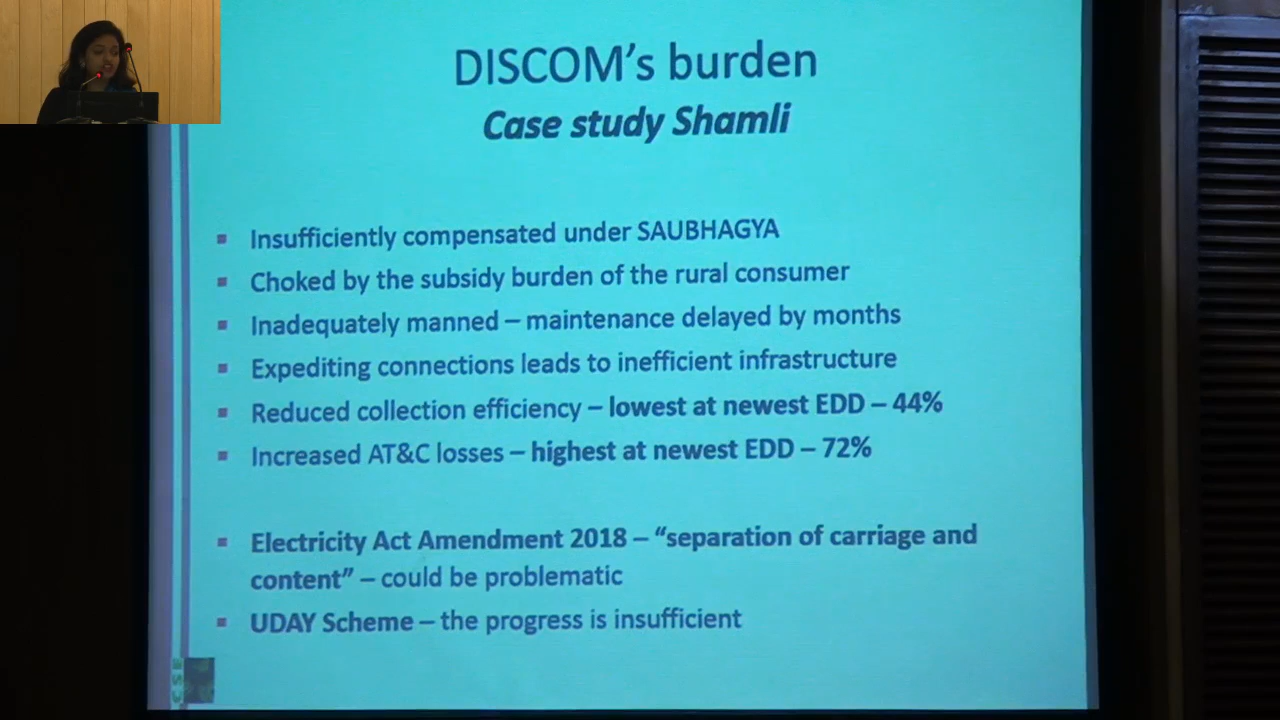 DISCOM's burden
Case study Shamli
▪ Insufficiently compensated under SAUBHAGYA
▪ Choked by the subsidy burden of the rural consumer
▪ Inadequately manned – maintenance delayed by months
▪ Expediting connections leads to inefficient infrastructure
▪ Reduced collection efficiency – lowest at newest EDD – 44%
▪ Increased AT&C losses – highest at newest EDD – 72%
▪ Electricity Act Amendment 2018 – “separation of carriage and
content” – could be problematic
▪ UDAY Scheme – the progress is insufficient